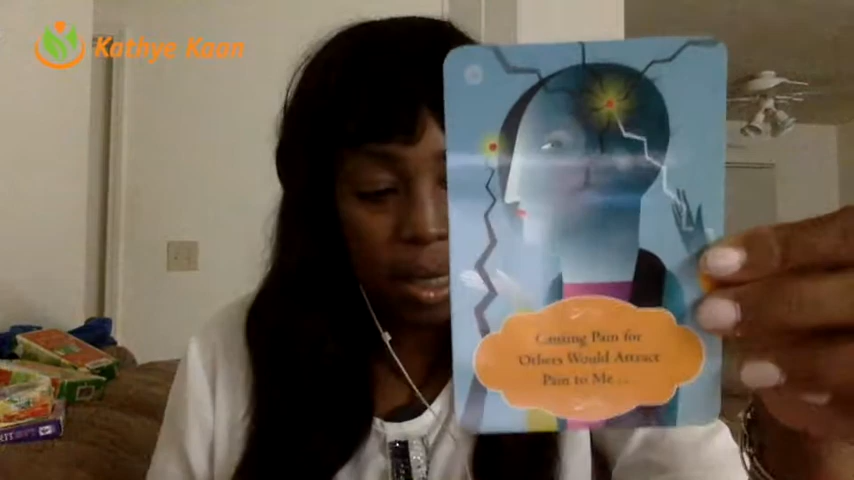 Kathye Kaan
Causing Pain for
Others Would Attract
Pain to Me...